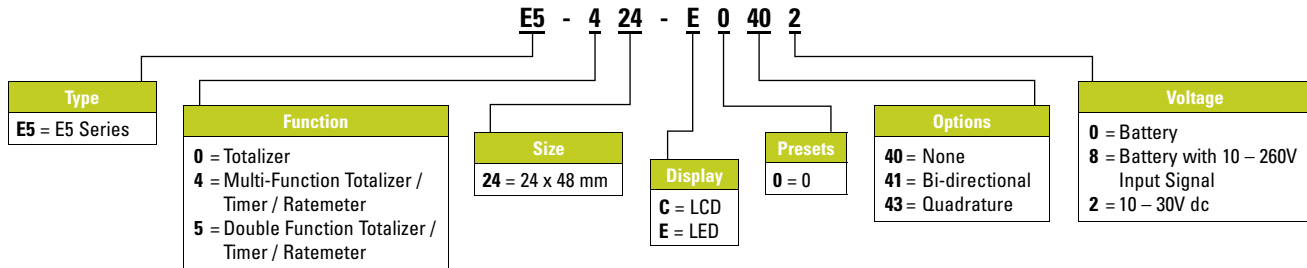 E5 - 4 24 - E 0 40 2
Type
E5 = E5 Series
Function
0 = Totalizer
4 = Multi-Function Totalizer /
Timer / Ratemeter
5 = Double Function Totalizer /
Timer / Ratemeter
Size
24 = 24 x 48 mm
Display
C = LCD
E = LED
Presets
0 = 0
Options
40 = None
41 = Bi-directional
43 = Quadrature
Voltage
0 = Battery
8 = Battery with 10 – 260V
Input Signal
2 = 10 – 30V dc